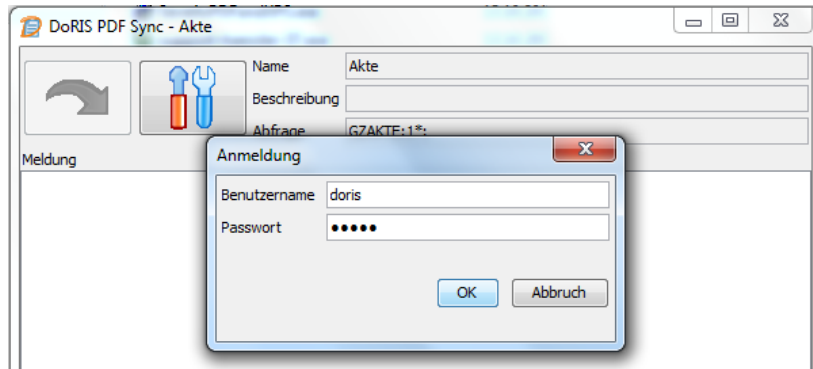 DoRIS PDF Sync - Akte
Name Akte
Beschreibung
Abfrage GZAKTE:1*:
Meldung
Anmeldung
Benutzername doris
Passwort •••••
OK Abbruch